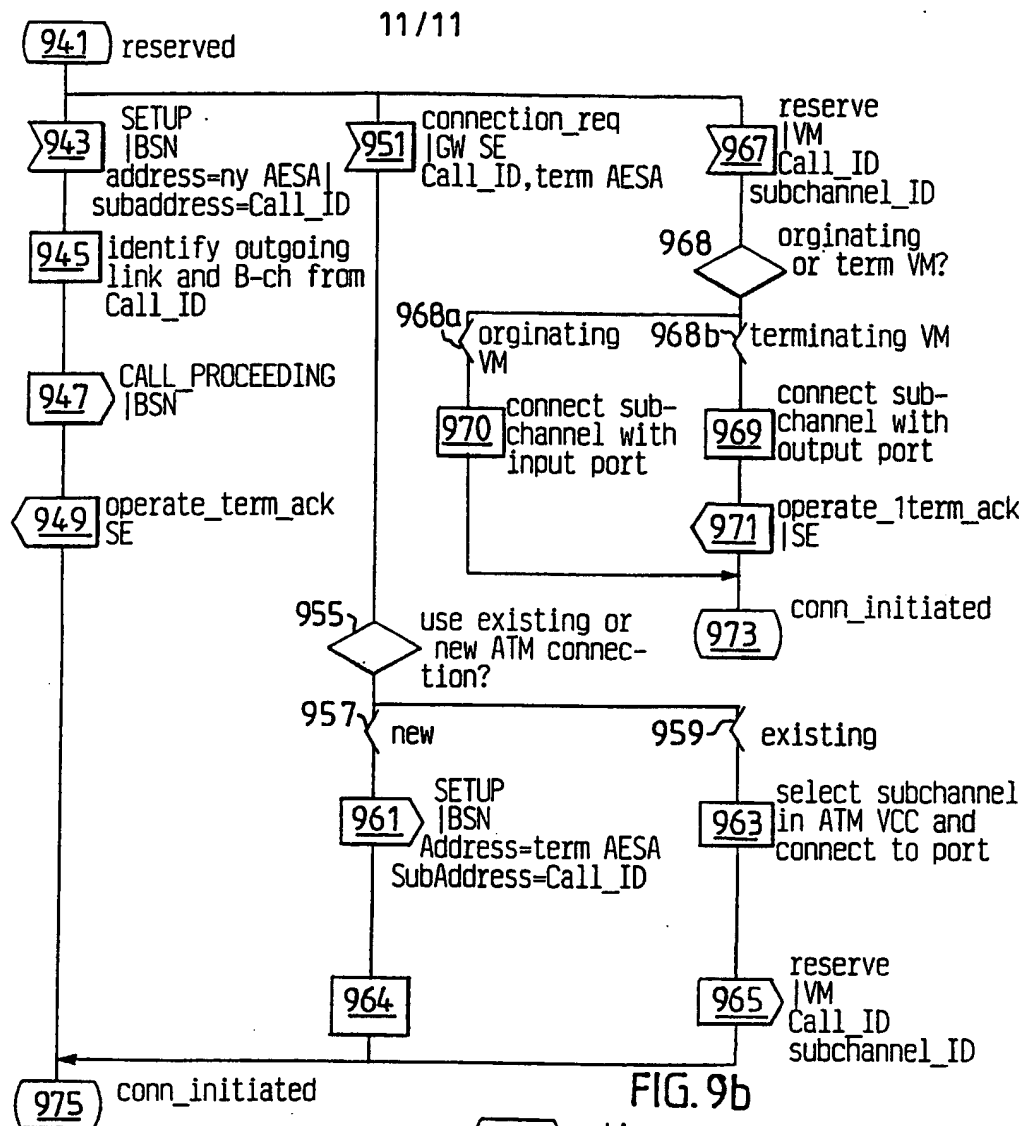 11/11
941 reserved
943 SETUP
|BSN
address=ny AESA|
subaddress=Call_ID
945 identify outgoing
link and B-ch from
Call_ID
947 CALL_PROCEEDING
|BSN
949 operate_term_ack
SE
951 connection_req
|GW SE
Call_ID,term AESA
967 reserve
|VM
Call_ID
subchannel_ID
968 orginating
or term VM?
968a orginating
VM
968b terminating VM
970 connect sub-
channel with
input port
969 connect sub-
channel with
output port
971 operate_1term_ack
|SE
973 conn_initiated
955 use existing or
new ATM connec-
tion?
957 new
959 existing
961 SETUP
|BSN
Address=term AESA
SubAddress=Call_ID
963 select subchannel
in ATM VCC and
connect to port
964
965 reserve
|VM
Call_ID
subchannel_ID
975 conn_initiated
FIG. 9b